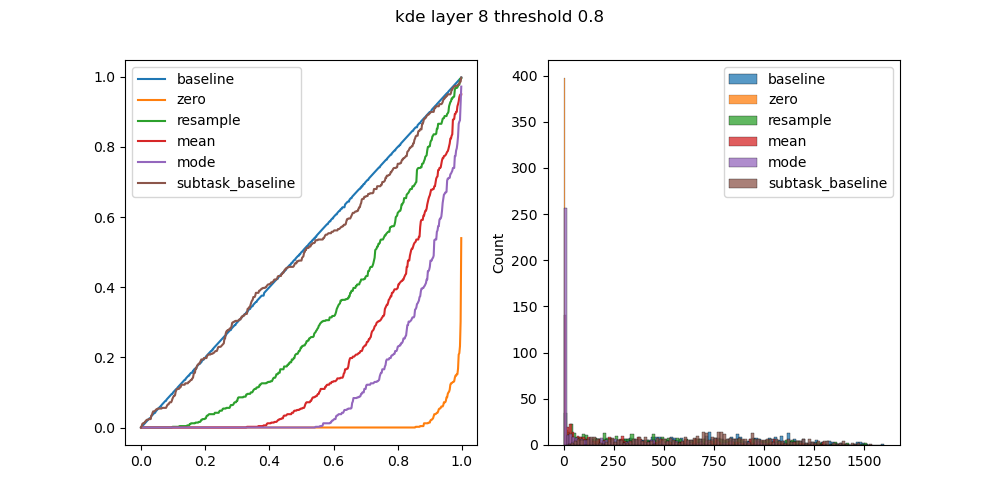 kde layer 8 threshold 0.8
baseline
zero
resample
mean
mode
subtask_baseline
1.0
0.8
0.6
0.4
0.2
0.0
0.0 0.2 0.4 0.6 0.8 1.0
baseline
zero
resample
mean
mode
subtask_baseline
Count
400
350
300
250
200
150
100
50
0
0 250 500 750 1000 1250 1500